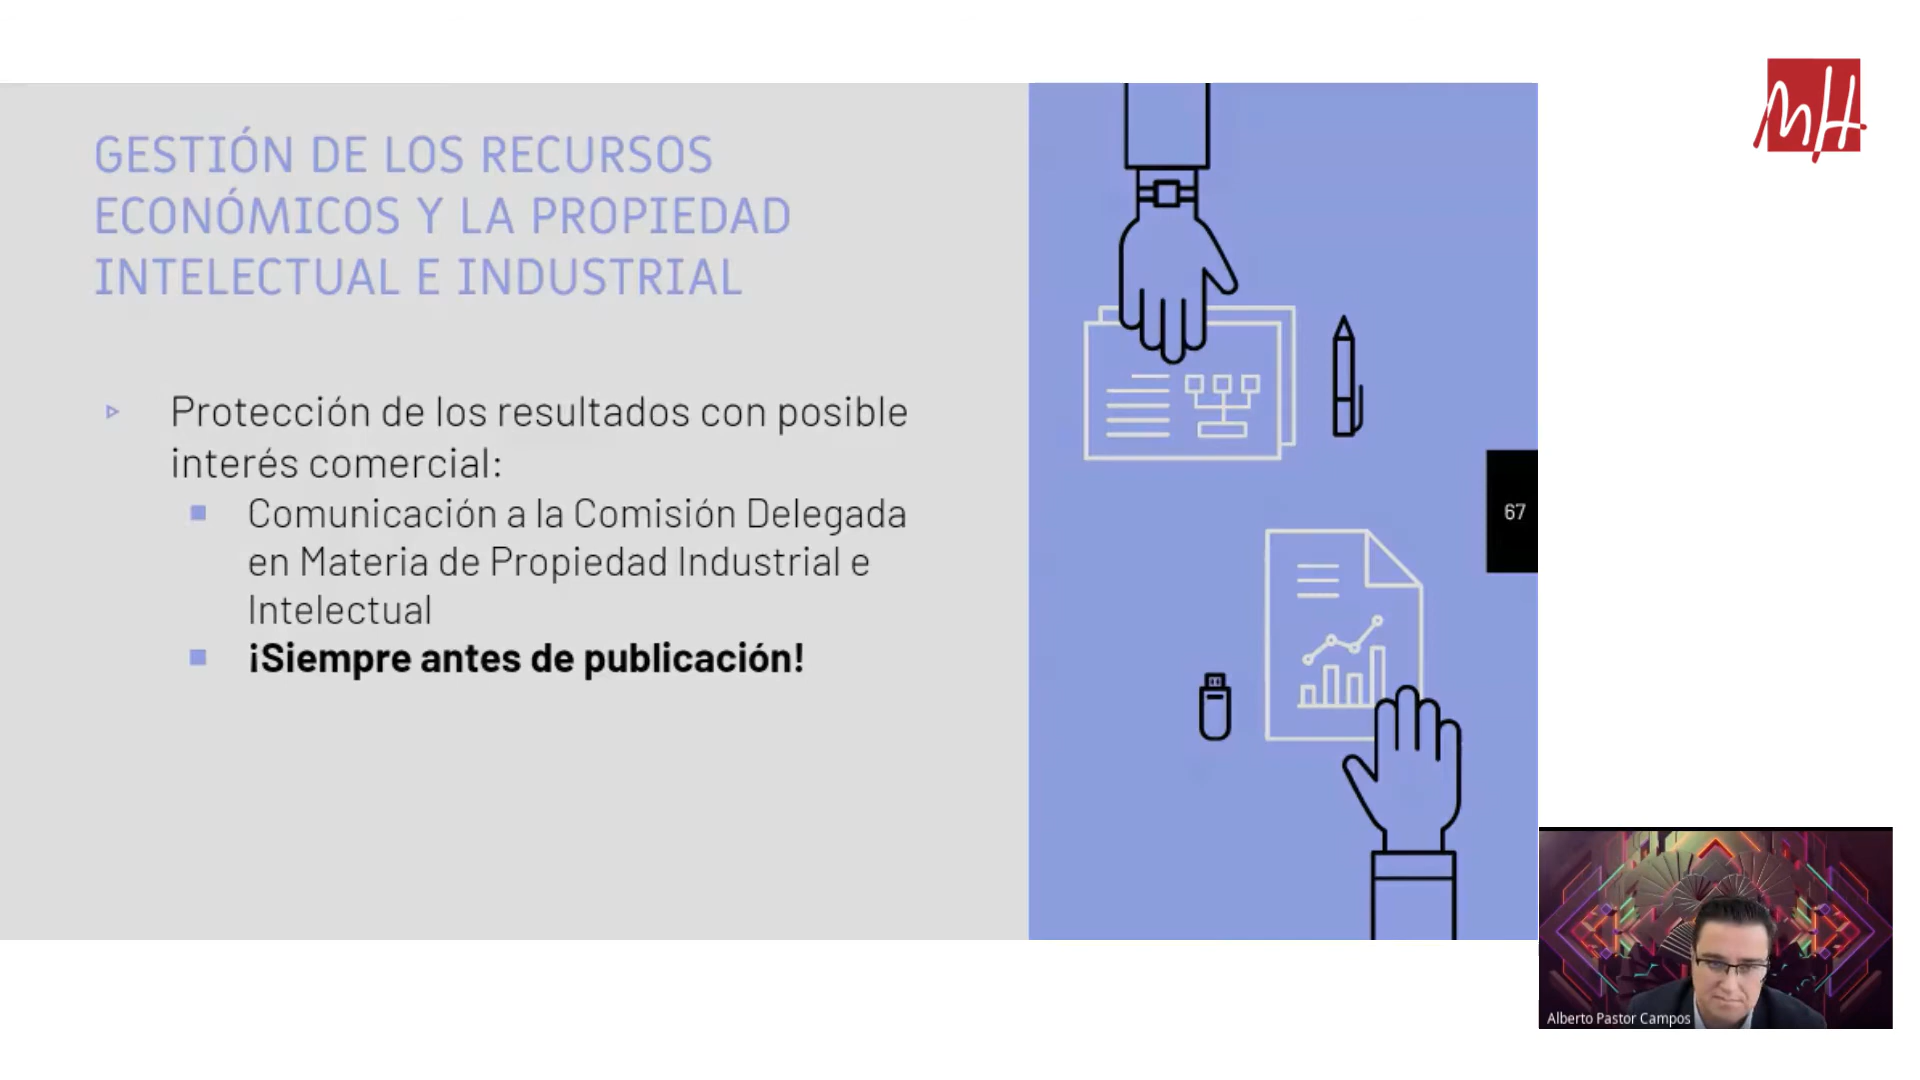 GESTIÓN DE LOS RECURSOS
ECONÓMICOS Y LA PROPIEDAD
INTELECTUAL E INDUSTRIAL
Protección de los resultados con posible
interés comercial:
Comunicación a la Comisión Delegada
en Materia de Propiedad Industrial e
Intelectual
¡Siempre antes de publicación!
67
MH
Alberto Pastor Campos